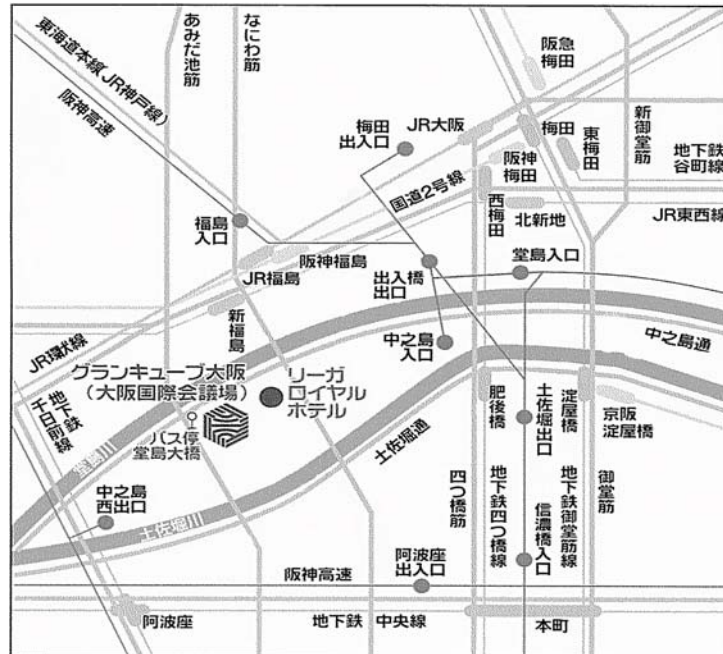 東海道本線(JR神戸線)
阪神高速
あみだ池筋
なにわ筋
阪急
梅田
梅田
出入口
JR大阪
梅田
東梅田
新御堂筋
地下鉄
谷町線
阪神
梅田
国道2号線
西梅田
北新地
JR東西線
福島
入口
阪神福島
JR福島
出入橋
出口
堂島入口
新福島
中之島
入口
中之島通
JR環状線
グランキューブ大阪
(大阪国際会議場)
リーガ
ロイヤル
ホテル
地下鉄
千日前線
バス停
堂島大橋
堂島川
土佐堀通
肥後橋
土佐堀出口
淀屋橋
京阪
淀屋橋
中之島
西出口
土佐堀川
四つ橋筋
地下鉄四つ橋線
信濃橋入口
地下鉄御堂筋線
御堂筋
阿波座
出入口
阪神高速
阿波座
地下鉄 中央線
本町